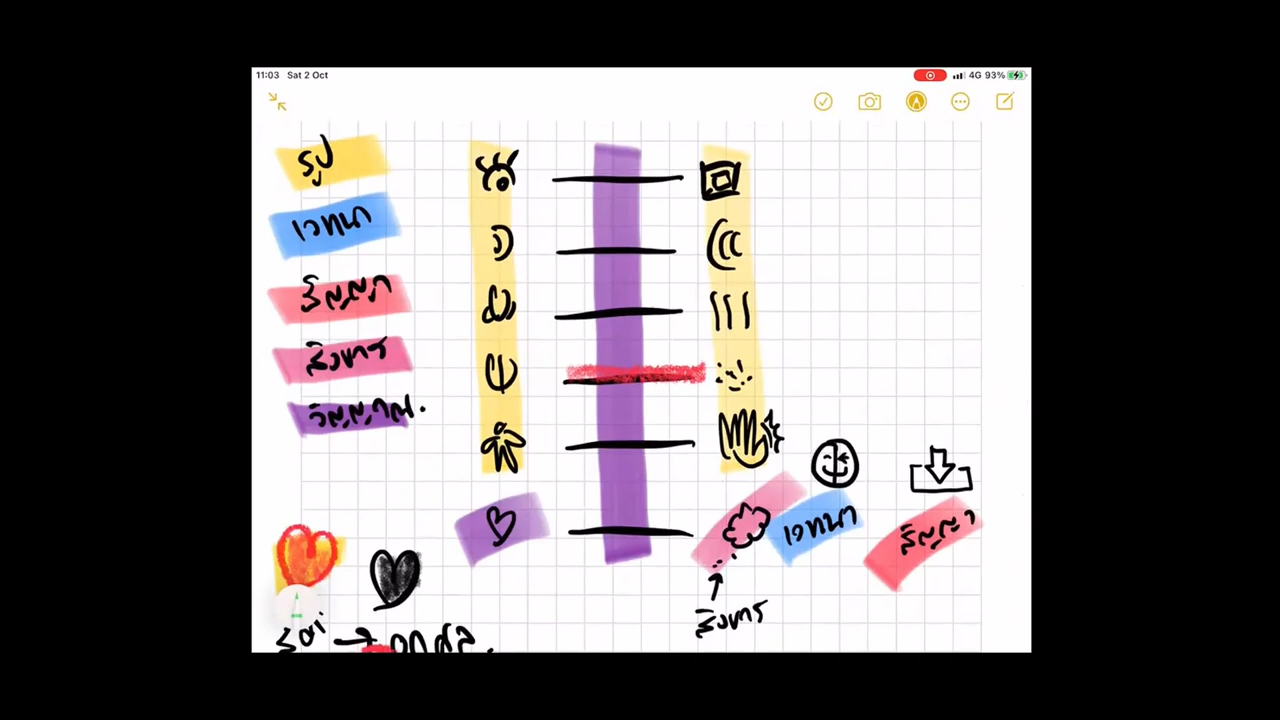 11:03 Sat 2 Oct
4G 93%
รูป
เวทนา
สัญญา
สังขาร
วิญญาณ.
เวทนา
สัญญา
สังขาร